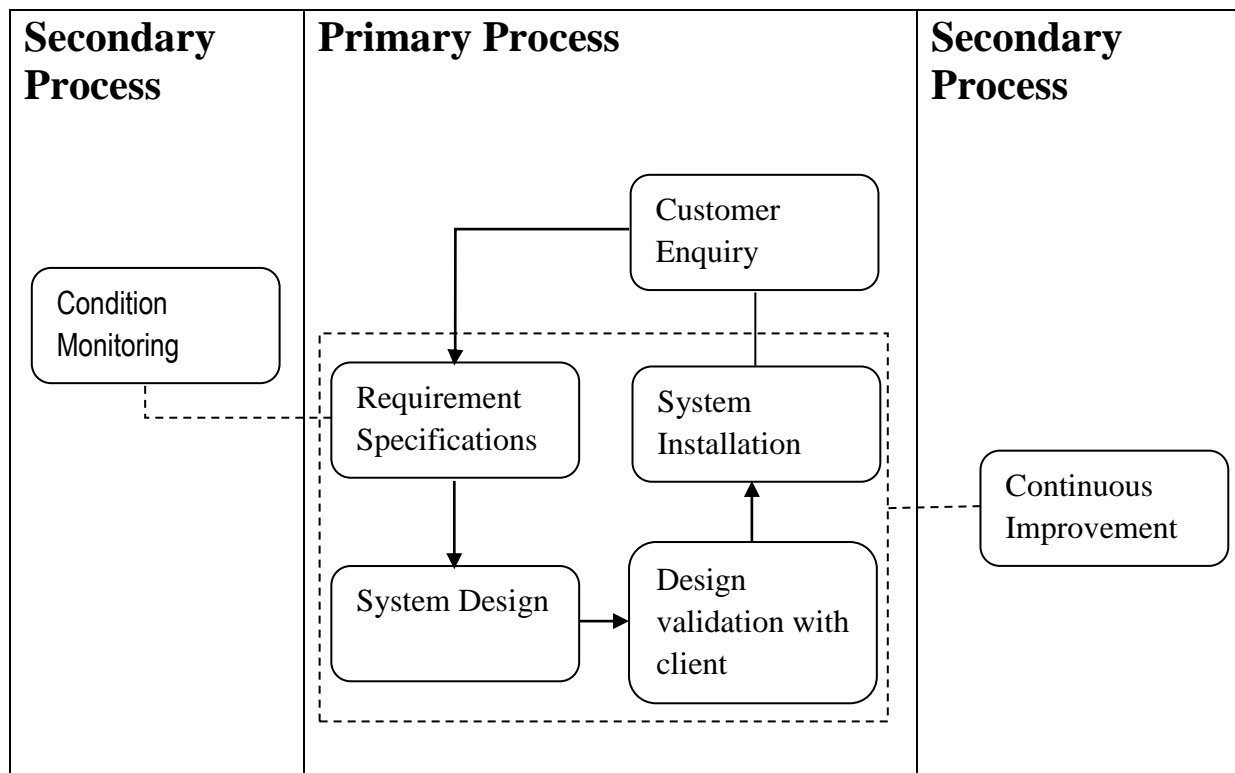 Secondary
Process
Primary Process
Secondary
Process
Customer
Enquiry
Condition
Monitoring
Requirement
Specifications
System
Installation
Continuous
Improvement
System Design
Design
validation with
client